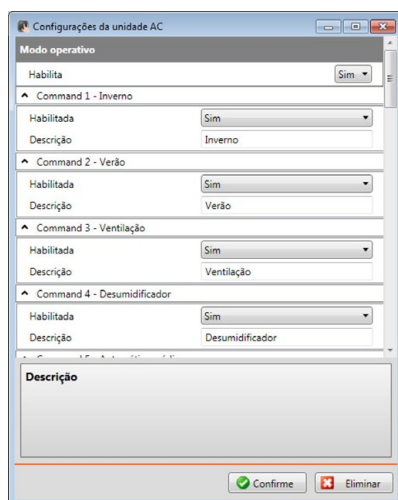 Configurações da unidade AC
Modo operativo
Habilita Sim
Command 1 - Inverno
Habilitada Sim
Descrição Inverno
Command 2 - Verão
Habilitada Sim
Descrição Verão
Command 3 - Ventilação
Habilitada Sim
Descrição Ventilação
Command 4 - Desumidificador
Habilitada Sim
Descrição Desumidificador
Descrição
Confirme Eliminar